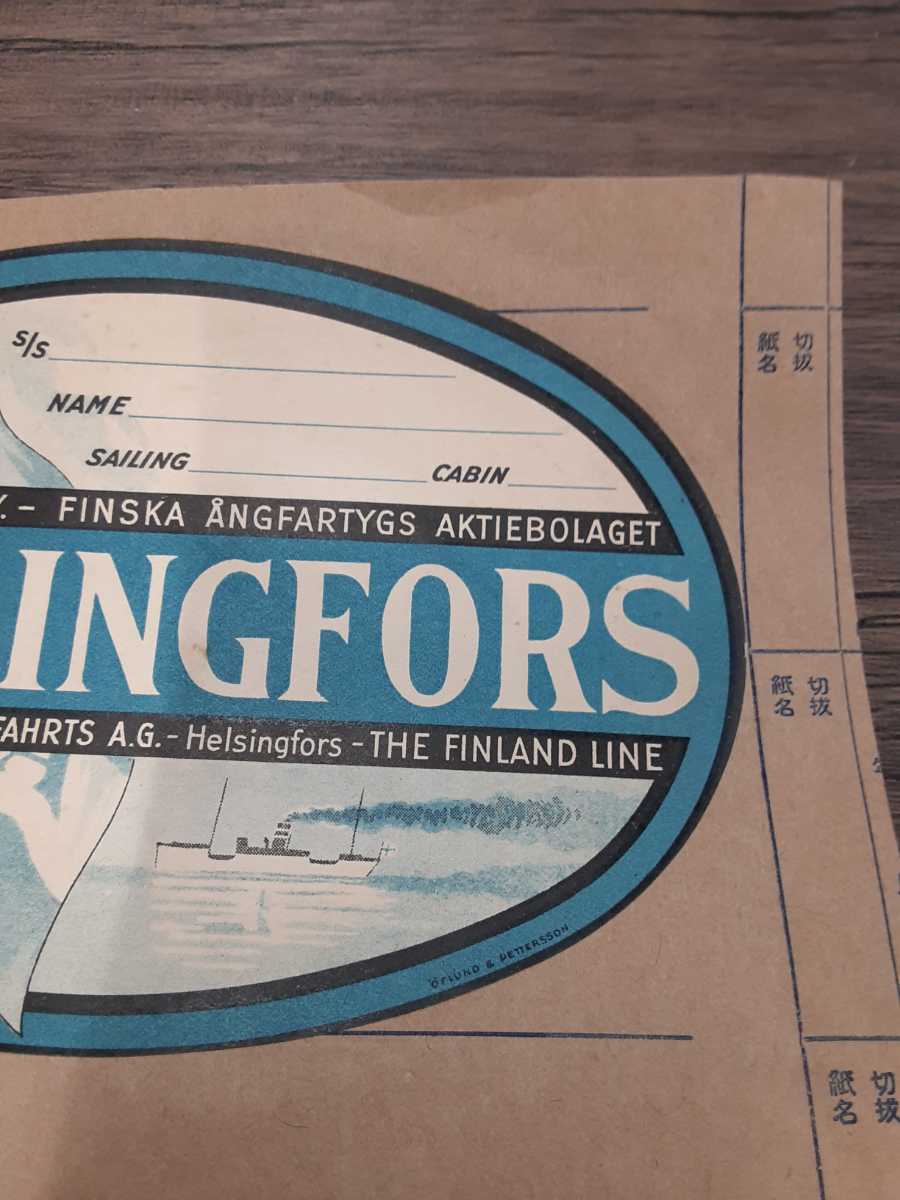 S/S
NAME
SAILING CABIN
Y. – FINSKA ÅNGFARTYGS AKTIEBOLAGET
INGFORS
FAHRTS A.G. – Helsingfors – THE FINLAND LINE
ÖFLUND & PETTERSSON
切抜
紙名
切抜
紙名
切抜
紙名